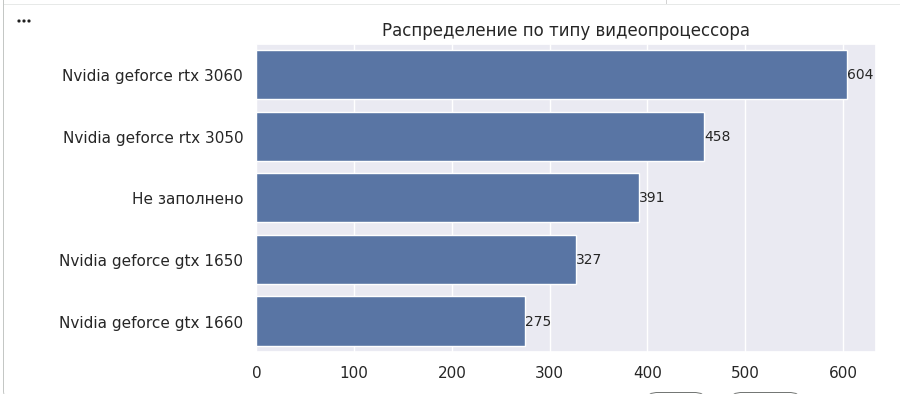 ...
Распределение по типу видеопроцессора
Nvidia geforce rtx 3060 604
Nvidia geforce rtx 3050 458
Не заполнено 391
Nvidia geforce gtx 1650 327
Nvidia geforce gtx 1660 275
0 100 200 300 400 500 600